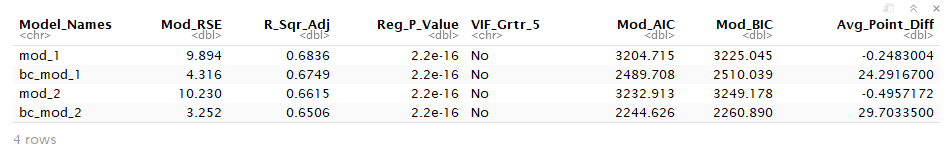 Model_Names Mod_RSE R_Sqr_Adj Reg_P_Value VIF_Grtr_5 Mod_AIC Mod_BIC Avg_Point_Diff
<chr> <dbl> <dbl> <dbl> <chr> <dbl> <dbl> <dbl>
mod_1 9.894 0.6836 2.2e-16 No 3204.715 3225.045 -0.2483004
bc_mod_1 4.316 0.6749 2.2e-16 No 2489.708 2510.039 24.2916700
mod_2 10.230 0.6615 2.2e-16 No 3232.913 3249.178 -0.4957172
bc_mod_2 3.252 0.6506 2.2e-16 No 2244.626 2260.890 29.7033500
4 rows